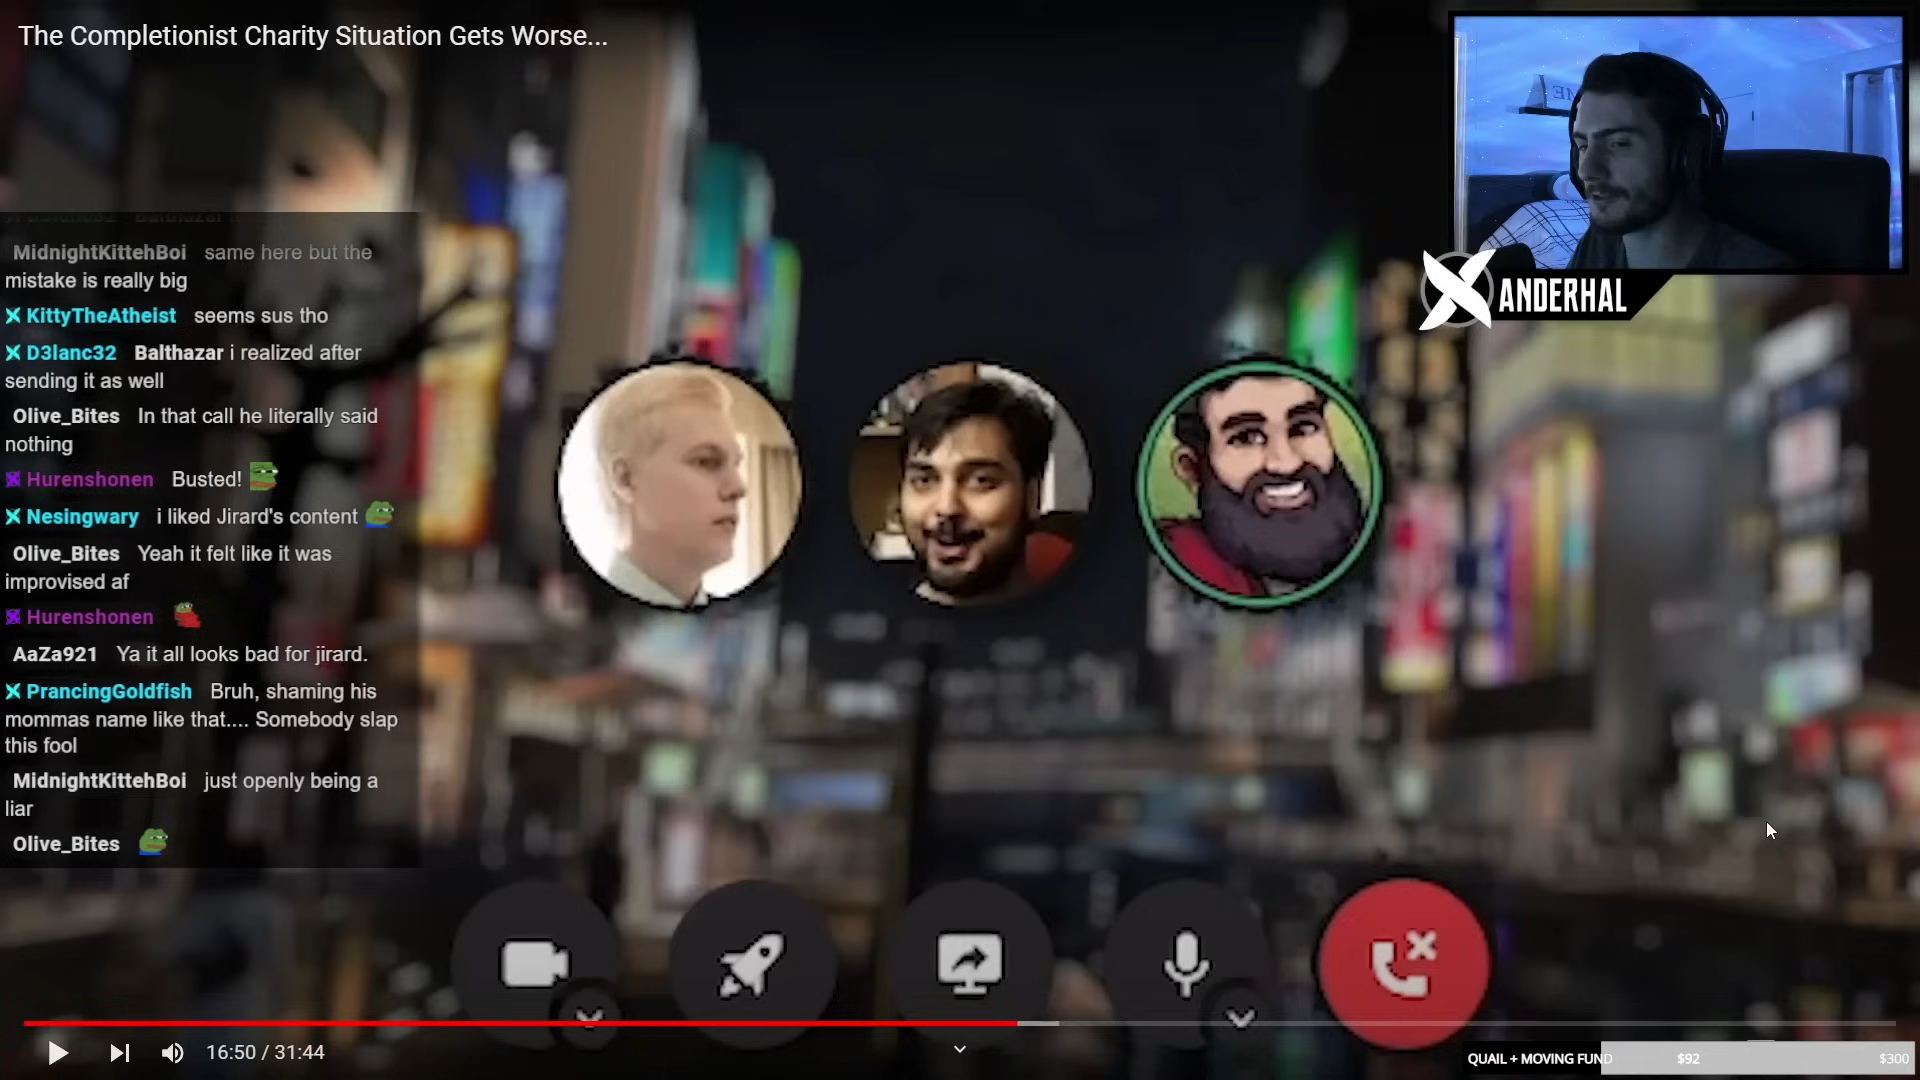 The Completionist Charity Situation Gets Worse...
MidnightKittehBoi same here but the
mistake is really big
KittyTheAtheist seems sus tho
D3lanc32 Balthazar i realized after
sending it as well
Olive_Bites In that call he literally said
nothing
Hurenshonen Busted!
Nesingwary i liked Jirard's content
Olive_Bites Yeah it felt like it was
improvised af
Hurenshonen
AaZa921 Ya it all looks bad for jirard.
PrancingGoldfish Bruh, shaming his
mommas name like that.... Somebody slap
this fool
MidnightKittehBoi just openly being a
liar
Olive_Bites
XANDERHAL
16:50 / 31:44
QUAIL + MOVING FUND $92 $300